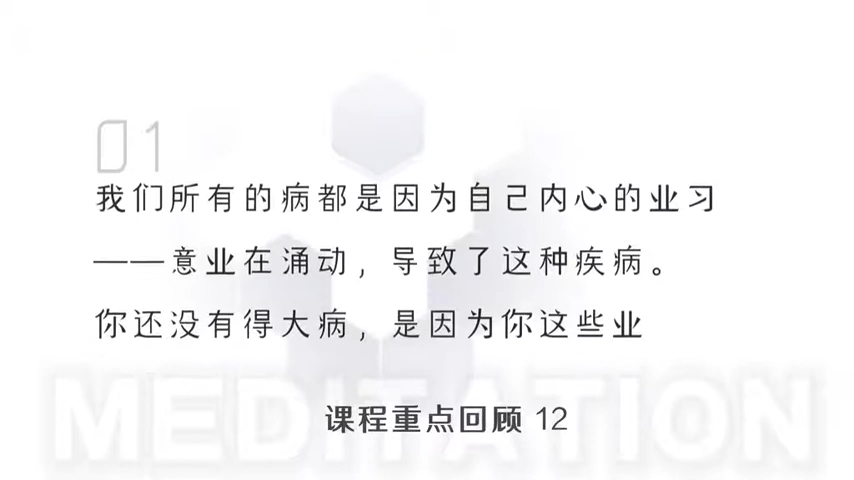 01
我们所有的病都是因为自己内心的业习
——意业在涌动，导致了这种疾病。
你还没有得大病，是因为你这些业
MEDITATION
课程重点回顾 12